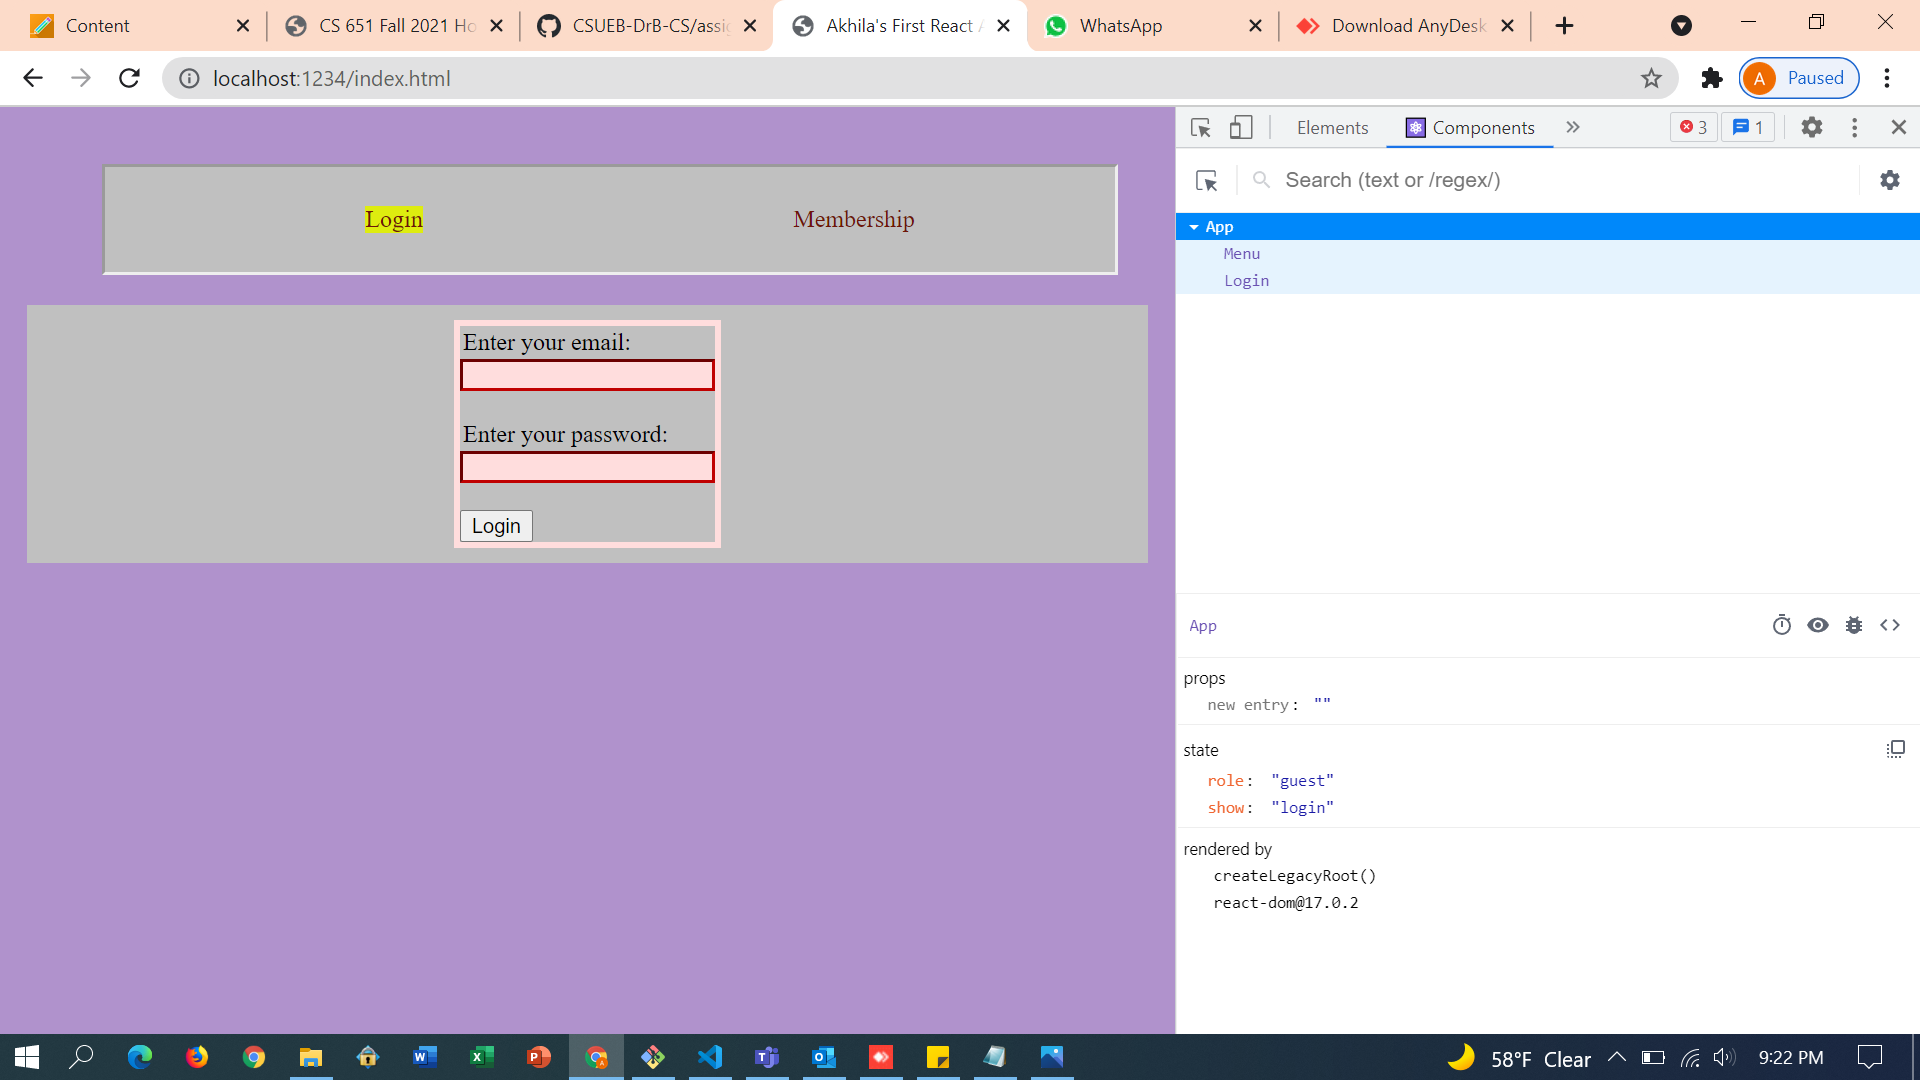 Content
CS 651 Fall 2021 Ho
CSUEB-DrB-CS/assig
Akhila's First React A
WhatsApp
Download AnyDesk
localhost:1234/index.html
A Paused
Elements
Components
3
1
Login
Membership
Search (text or /regex/)
App
Menu
Login
Enter your email:
Enter your password:
Login
App
props
new entry: ""
state
role: "guest"
show: "login"
rendered by
createLegacyRoot()
react-dom@17.0.2
58°F Clear
9:22 PM